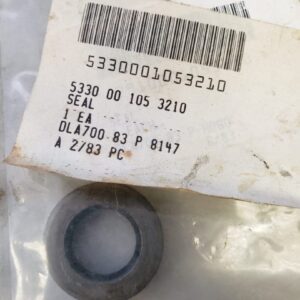 5330001053210
5330 00 105 3210
SEAL
1 EA
DLA700 83 P 8147
A 2/83 PC